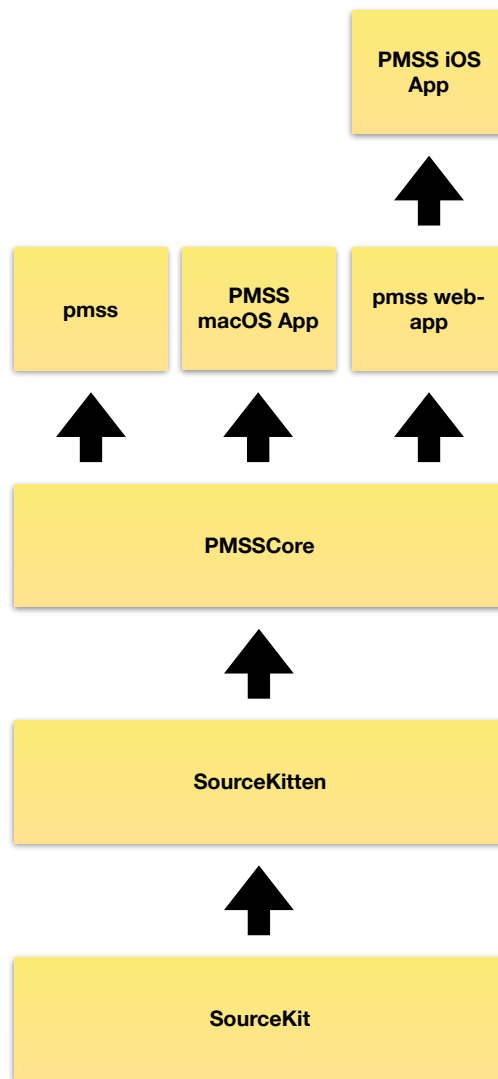 PMSS iOS
App
pmss
PMSS
macOS App
pmss web-
app
PMSSCore
SourceKitten
SourceKit